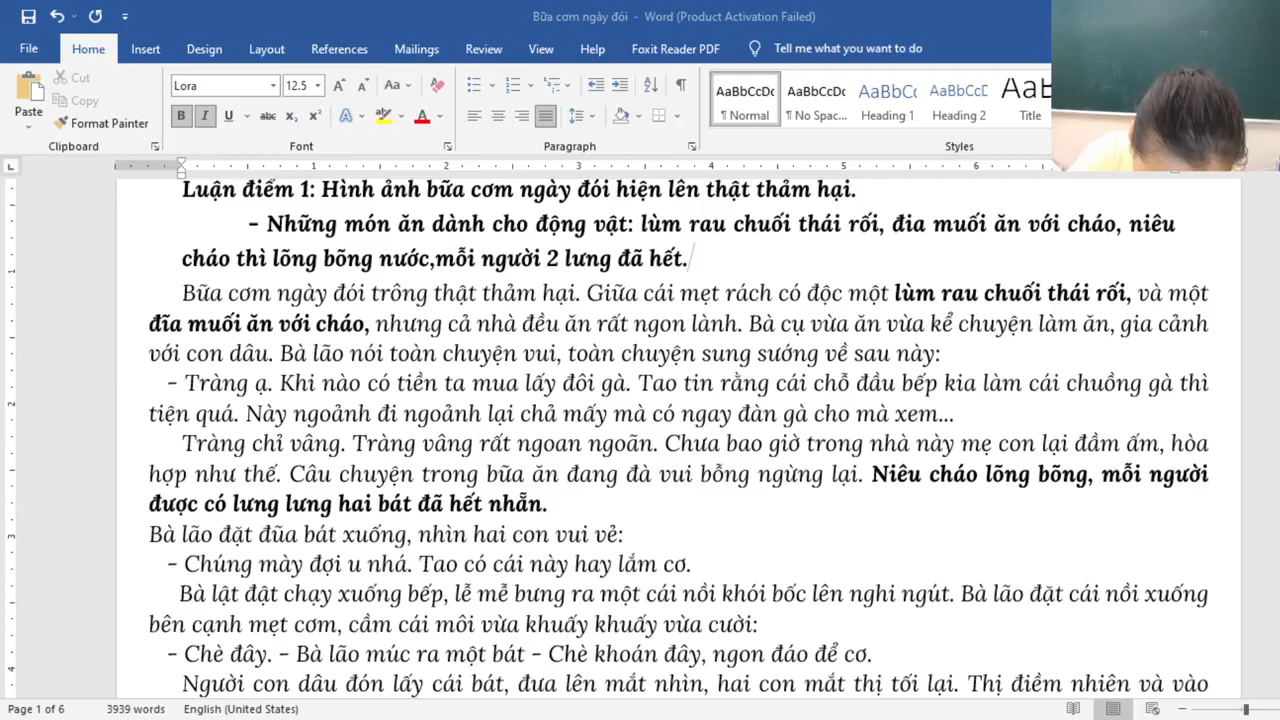 Bữa cơm ngày đói - Word (Product Activation Failed)
File Home Insert Design Layout References Mailings Review View Help Foxit Reader PDF Tell me what you want to do
Cut
Copy
Paste
Format Painter
Clipboard
Lora 12.5
Aa
B I U abc x₂ x² A ab A
Font
Paragraph
AaBbCcDc AaBbCcDc AaBbCc AaBbCcD AaB
¶ Normal ¶ No Spac... Heading 1 Heading 2 Title
Styles
1 2 3 4 5 6
Luận điểm 1: Hình ảnh bữa cơm ngày đói hiện lên thật thảm hại.
- Những món ăn dành cho động vật: lùm rau chuối thái rối, đia muối ăn với cháo, niêu
cháo thì lõng bõng nước,mỗi người 2 lưng đã hết.
Bữa cơm ngày đói trông thật thảm hại. Giữa cái mẹt rách có độc một lùm rau chuối thái rối, và một
đĩa muối ăn với cháo, nhưng cả nhà đều ăn rất ngon lành. Bà cụ vừa ăn vừa kể chuyện làm ăn, gia cảnh
với con dâu. Bà lão nói toàn chuyện vui, toàn chuyện sung sướng về sau này:
- Tràng ạ. Khi nào có tiền ta mua lấy đôi gà. Tao tin rằng cái chỗ đầu bếp kia làm cái chuồng gà thì
tiện quá. Này ngoảnh đi ngoảnh lại chả mấy mà có ngay đàn gà cho mà xem...
Tràng chỉ vâng. Tràng vâng rất ngoan ngoãn. Chưa bao giờ trong nhà này mẹ con lại đầm ấm, hòa
hợp như thế. Câu chuyện trong bữa ăn đang đà vui bỗng ngừng lại. Niêu cháo lõng bõng, mỗi người
được có lưng lưng hai bát đã hết nhẵn.
Bà lão đặt đũa bát xuống, nhìn hai con vui vẻ:
- Chúng mày đợi u nhá. Tao có cái này hay lắm cơ.
Bà lật đật chạy xuống bếp, lễ mễ bưng ra một cái nồi khói bốc lên nghi ngút. Bà lão đặt cái nồi xuống
bên cạnh mẹt cơm, cầm cái môi vừa khuấy khuấy vừa cười:
- Chè đây. - Bà lão múc ra một bát - Chè khoán đây, ngon đáo để cơ.
Người con dâu đón lấy cái bát, đưa lên mắt nhìn, hai con mắt thị tối lại. Thị điềm nhiên và vào
Page 1 of 6 3939 words English (United States)